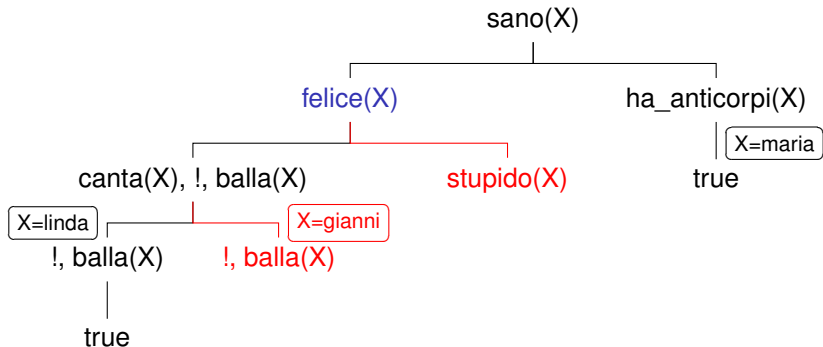 sano(X)
felice(X)
ha_anticorpi(X)
X=maria
canta(X), !, balla(X)
stupido(X)
true
X=linda
X=gianni
!, balla(X)
!, balla(X)
true